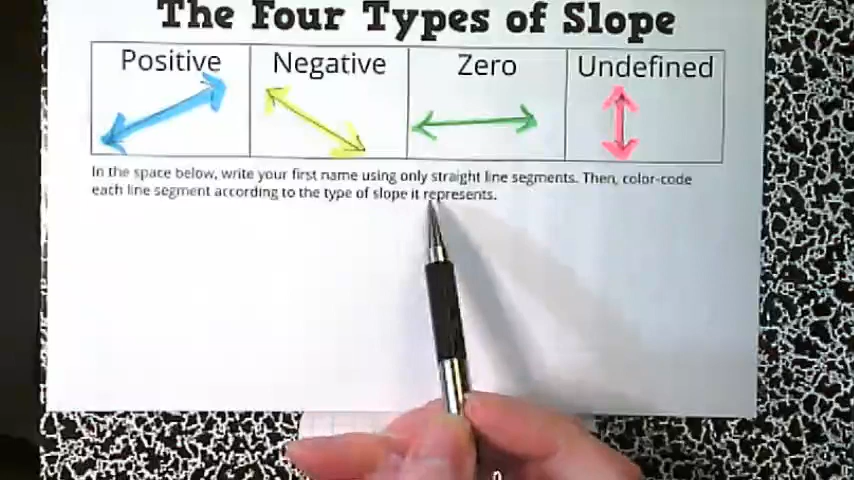 The Four Types of Slope
Positive Negative Zero Undefined
In the space below, write your first name using only straight line segments. Then, color-code
each line segment according to the type of slope it represents.